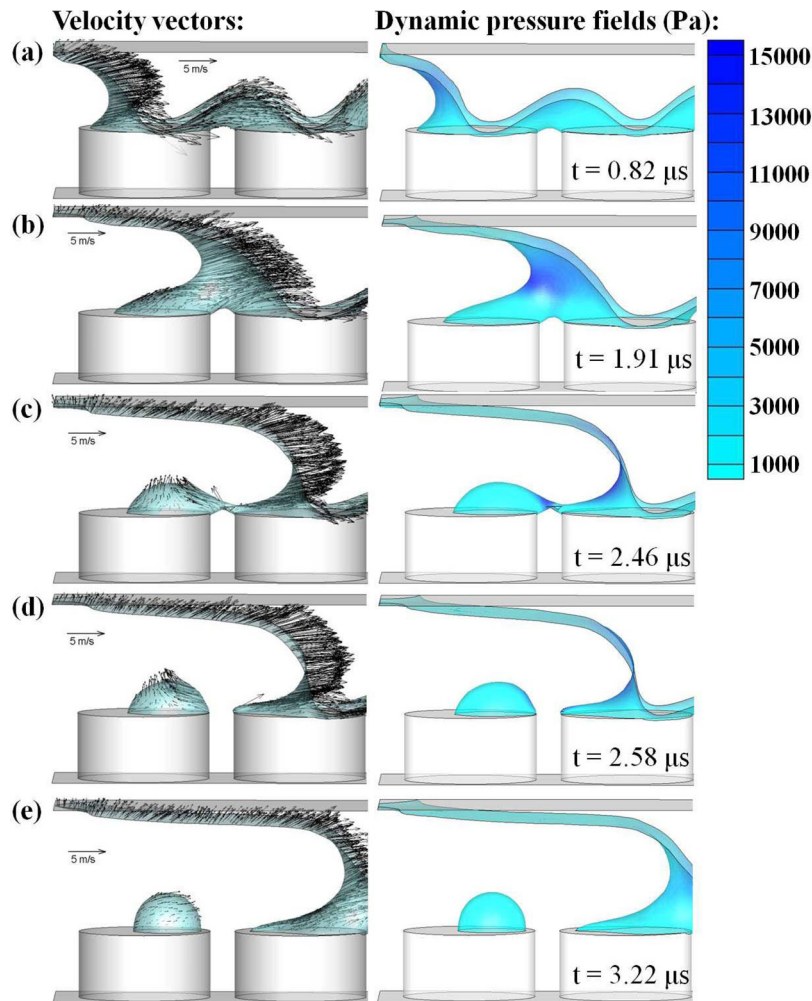 Velocity vectors:
Dynamic pressure fields (Pa):
(a)
5 m/s
t = 0.82 μs
(b)
5 m/s
t = 1.91 μs
(c)
5 m/s
t = 2.46 μs
(d)
5 m/s
t = 2.58 μs
(e)
5 m/s
t = 3.22 μs
15000
13000
11000
9000
7000
5000
3000
1000